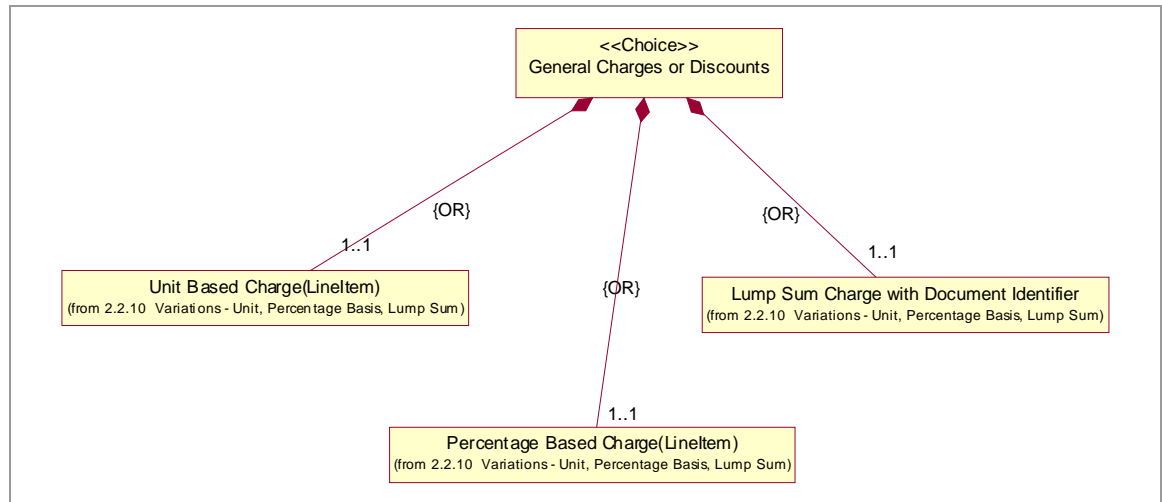 <<Choice>>
General Charges or Discounts
{OR}
{OR}
1..1
1..1
Unit Based Charge(LineItem)
(from 2.2.10 Variations - Unit, Percentage Basis, Lump Sum)
{OR}
Lump Sum Charge with Document Identifier
(from 2.2.10 Variations - Unit, Percentage Basis, Lump Sum)
1..1
Percentage Based Charge(LineItem)
(from 2.2.10 Variations - Unit, Percentage Basis, Lump Sum)